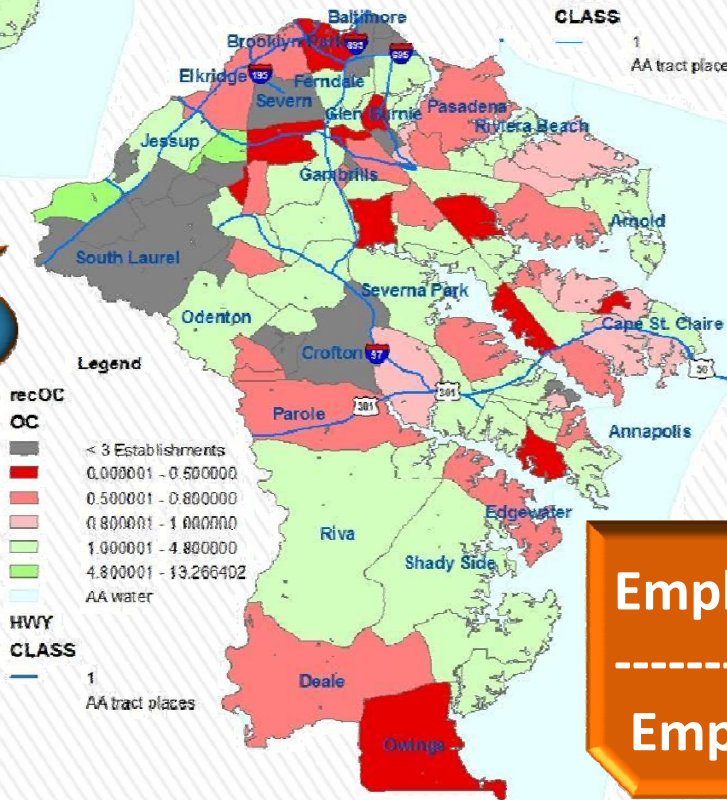 CLASS
1
AA tract place
Baltimore
Brooklyn Park
895
695
Elkridge
195
Ferndale
Severn
Glen Burnie
Pasadena
Riviera Beach
Jessup
Gambrills
Arnold
South Laurel
Severna Park
Odenton
Cape St. Claire
Crofton
97
50
301
301
Parole
Annapolis
Edgewater
Riva
Shady Side
Deale
Owings
Legend
recOC
OC
< 3 Establishments
0.000001 - 0.500000
0.500001 - 0.800000
0.800001 - 1.000000
1.000001 - 4.800000
4.800001 - 13.266402
AA water
HWY
CLASS
1
AA tract places
Empl
--------
Emp